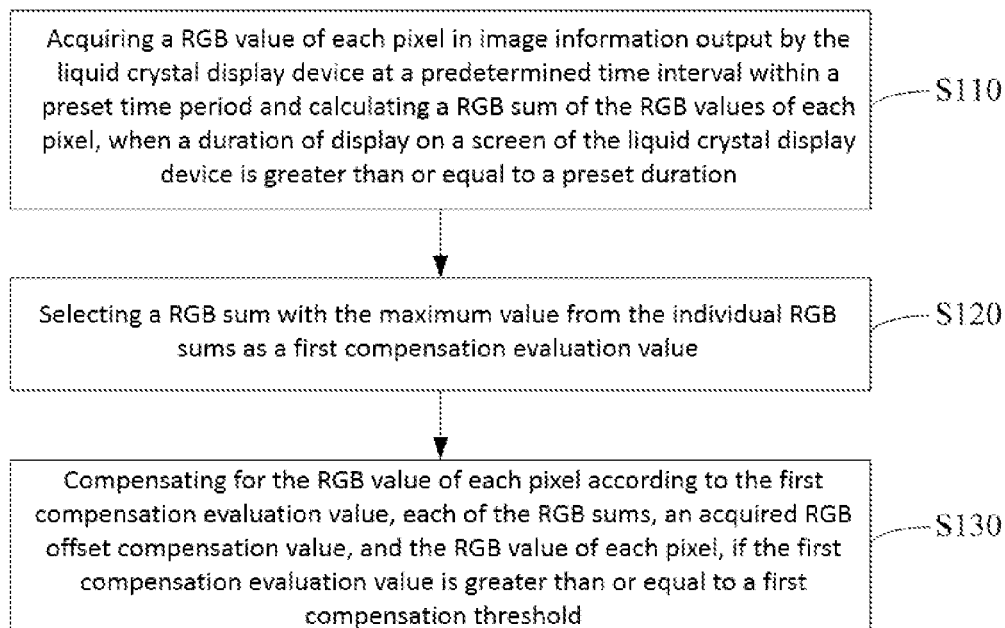 Acquiring a RGB value of each pixel in image information output by the
liquid crystal display device at a predetermined time interval within a
preset time period and calculating a RGB sum of the RGB values of each
pixel, when a duration of display on a screen of the liquid crystal display
device is greater than or equal to a preset duration
S110
Selecting a RGB sum with the maximum value from the individual RGB
sums as a first compensation evaluation value
S120
Compensating for the RGB value of each pixel according to the first
compensation evaluation value, each of the RGB sums, an acquired RGB
offset compensation value, and the RGB value of each pixel, if the first
compensation evaluation value is greater than or equal to a first
compensation threshold
S130